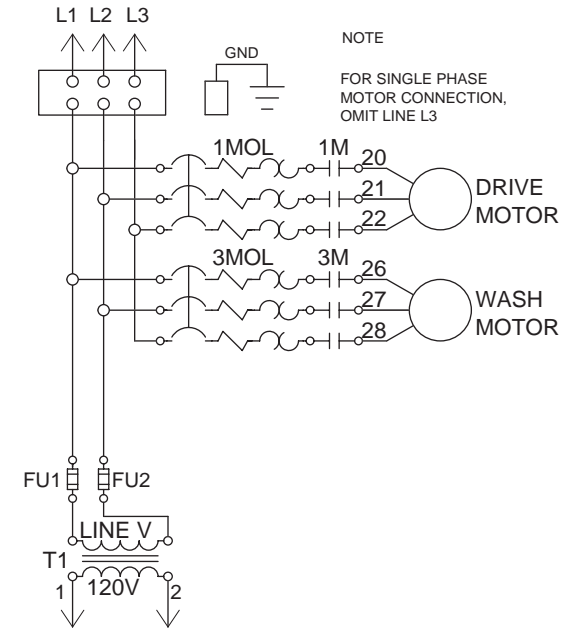 L1 L2 L3
GND
NOTE
FOR SINGLE PHASE
MOTOR CONNECTION,
OMIT LINE L3
1MOL 1M 20
21
22
DRIVE
MOTOR
3MOL 3M 26
27
28
WASH
MOTOR
FU1 FU2
LINE V
T1
1 120V 2